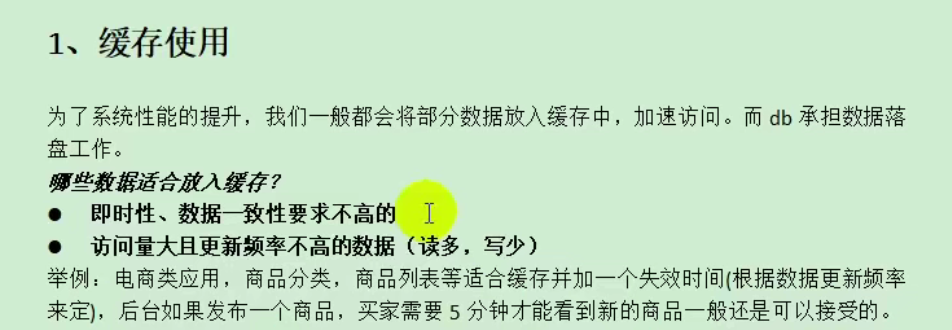 1、缓存使用
为了系统性能的提升，我们一般都会将部分数据放入缓存中，加速访问。而 db 承担数据落
盘工作。
哪些数据适合放入缓存？
● 即时性、数据一致性要求不高的
● 访问量大且更新频率不高的数据（读多，写少）
举例：电商类应用，商品分类，商品列表等适合缓存并加一个失效时间(根据数据更新频率
来定)，后台如果发布一个商品，买家需要 5 分钟才能看到新的商品一般还是可以接受的。